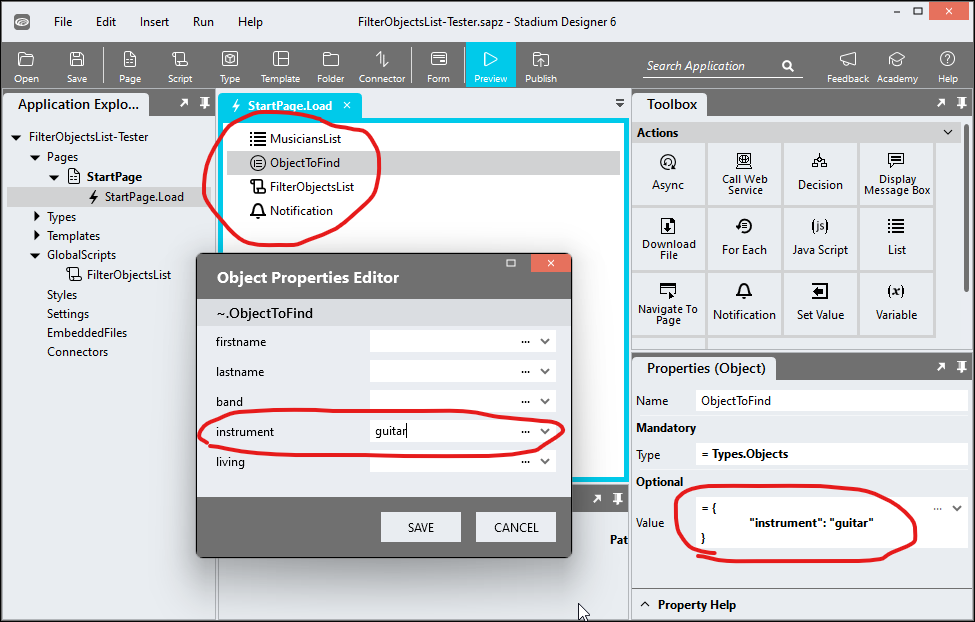 File Edit Insert Run Help FilterObjectsList-Tester.sapz - Stadium Designer 6
Open Save Page Script Type Template Folder Connector Form Preview Publish Search Application Feedback Academy Help
Application Explo...
FilterObjectsList-Tester
Pages
StartPage
StartPage.Load
Types
Templates
GlobalScripts
FilterObjectsList
Styles
Settings
EmbeddedFiles
Connectors
StartPage.Load ×
MusiciansList
ObjectToFind
FilterObjectsList
Notification
Object Properties Editor
~.ObjectToFind
firstname ...
lastname ...
band ...
instrument guitar ...
living ...
SAVE CANCEL
Pat
Toolbox
Actions
Async
Call Web
Service
Decision
Display
Message Box
Download
File
For Each
(js)
Java Script
List
Navigate To
Page
Notification
Set Value
(x)
Variable
Properties (Object)
Name ObjectToFind
Mandatory
Type = Types.Objects
Optional
Value = {
"instrument": "guitar"
}
...
Property Help